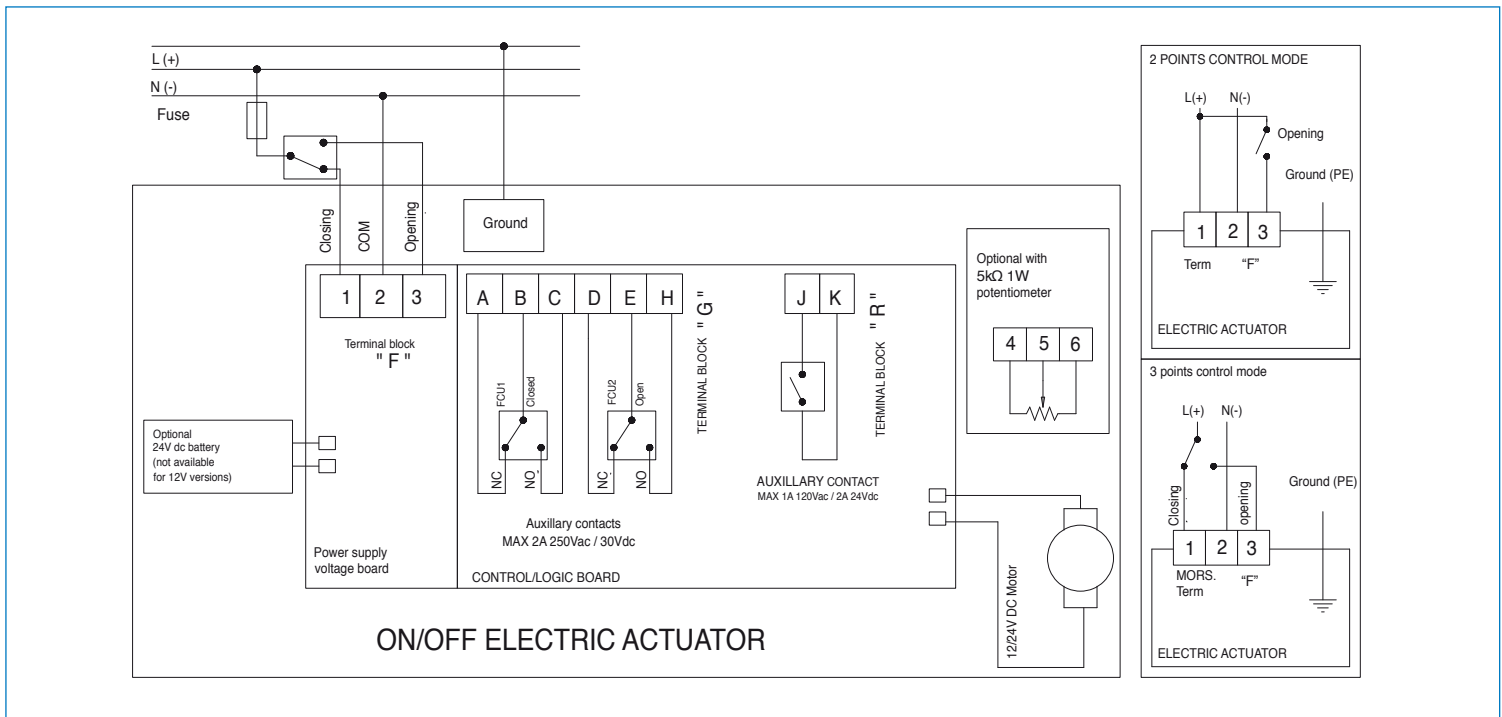 L (+)
N (-)
Fuse
Closing
COM
Opening
Ground
1 2 3
Terminal block
" F "
Optional
24V dc battery
(not available
for 12V versions)
Power supply
voltage board
A B C D E H
TERMINAL BLOCK " G "
FCU1
Closed
NC
NO
FCU2
Open
NC
NO
Auxillary contacts
MAX 2A 250Vac / 30Vdc
CONTROL/LOGIC BOARD
J K
TERMINAL BLOCK " R "
AUXILLARY CONTACT
MAX 1A 120Vac / 2A 24Vdc
Optional with
5kΩ 1W
potentiometer
4 5 6
12/24V DC Motor
ON/OFF ELECTRIC ACTUATOR
2 POINTS CONTROL MODE
L(+) N(-)
Opening
Ground (PE)
1 2 3
Term "F"
ELECTRIC ACTUATOR
3 points control mode
L(+) N(-)
Closing
opening
Ground (PE)
1 2 3
MORS.
Term
"F"
ELECTRIC ACTUATOR